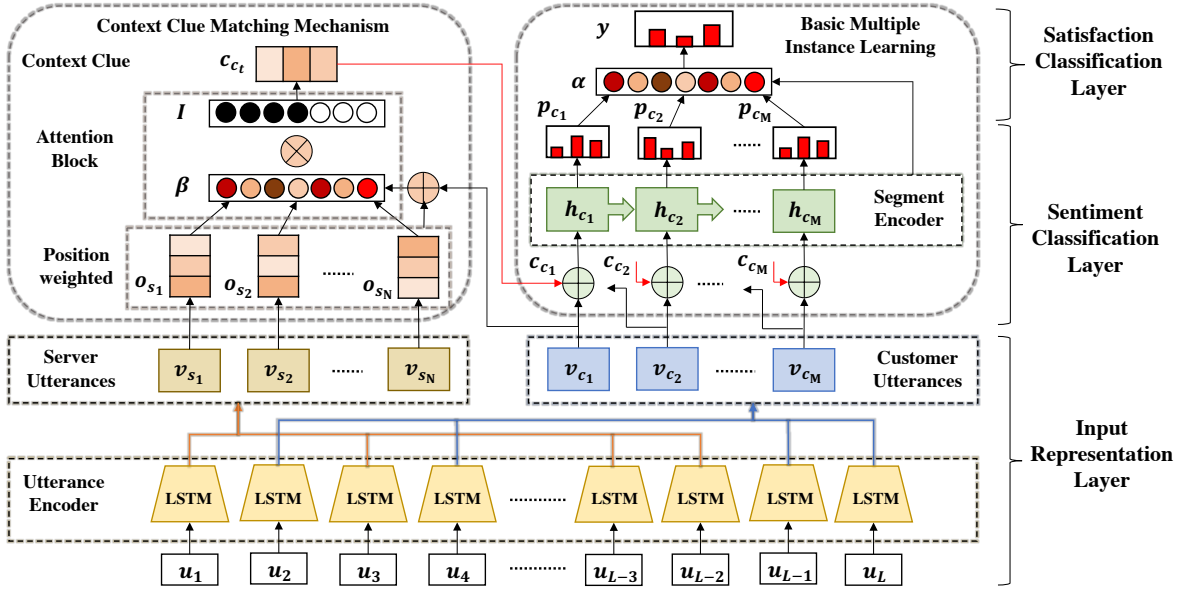 Context Clue Matching Mechanism
Context Clue
c_{c_t}
I
Attention
Block
β
Position
weighted
o_{s_1}
o_{s_2}
......
o_{s_N}
y
Basic Multiple
Instance Learning
α
p_{c_1}
p_{c_2}
p_{c_M}
......
h_{c_1}
h_{c_2}
......
h_{c_M}
Segment
Encoder
c_{c_1}
c_{c_2}
......
c_{c_M}
Satisfaction
Classification
Layer
Sentiment
Classification
Layer
Server
Utterances
v_{s_1}
v_{s_2}
......
v_{s_N}
v_{c_1}
v_{c_2}
......
v_{c_M}
Customer
Utterances
Utterance
Encoder
LSTM
LSTM
LSTM
LSTM
.........
LSTM
LSTM
LSTM
LSTM
u_1
u_2
u_3
u_4
.........
u_{L-3}
u_{L-2}
u_{L-1}
u_L
Input
Representation
Layer